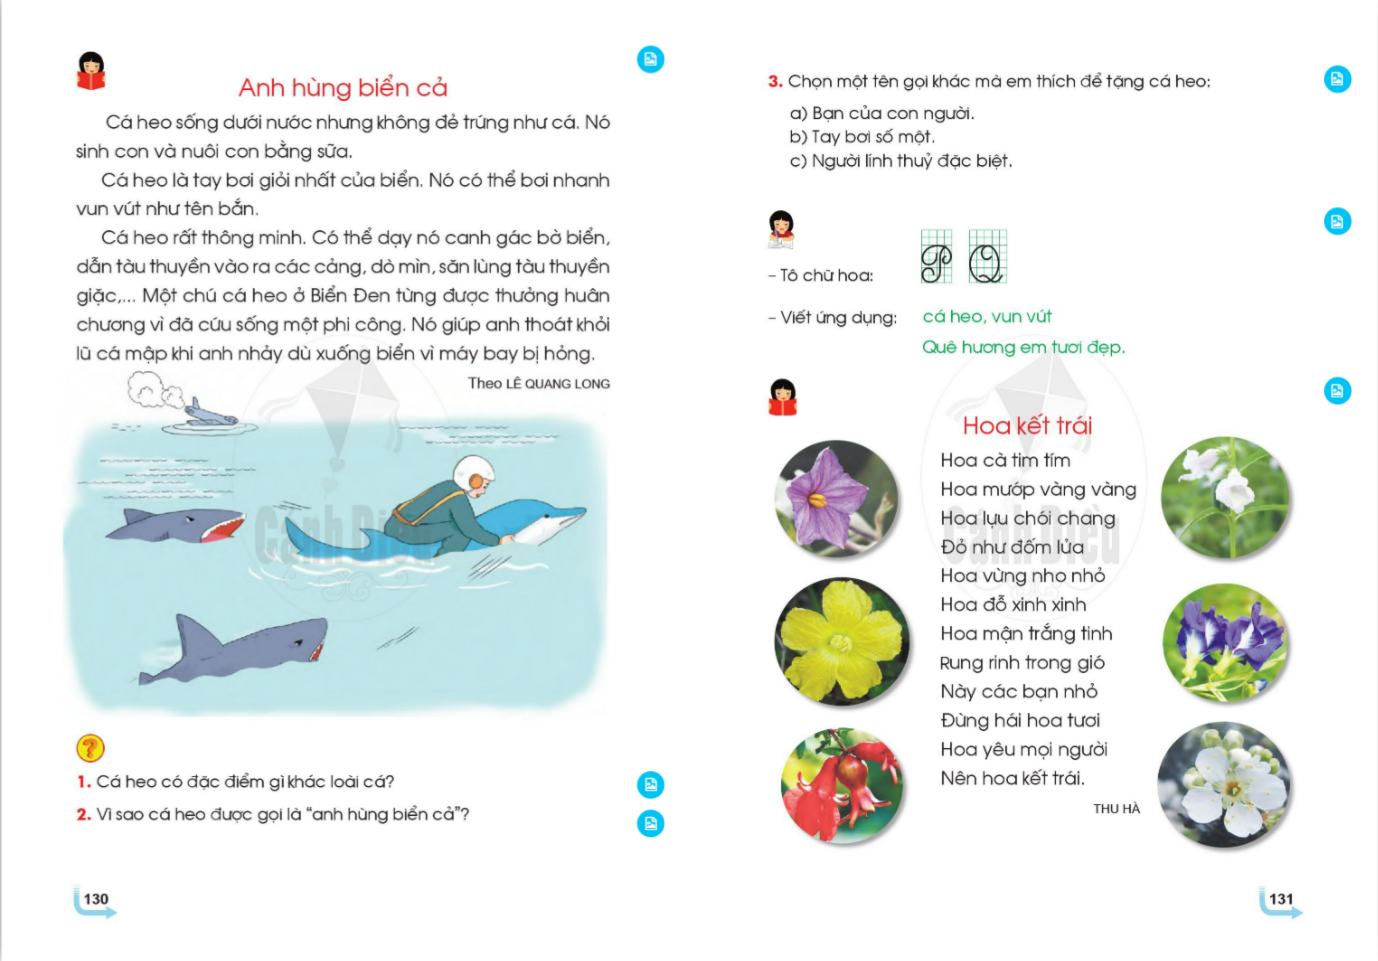 Anh hùng biển cả
Cá heo sống dưới nước nhưng không đẻ trứng như cá. Nó
sinh con và nuôi con bằng sữa.
Cá heo là tay bơi giỏi nhất của biển. Nó có thể bơi nhanh
vun vút như tên bắn.
Cá heo rất thông minh. Có thể dạy nó canh gác bờ biển,
dẫn tàu thuyền vào ra các cảng, dò mìn, săn lùng tàu thuyền
giặc,... Một chú cá heo ở Biển Đen từng được thưởng huân
chương vì đã cứu sống một phi công. Nó giúp anh thoát khỏi
lũ cá mập khi anh nhảy dù xuống biển vì máy bay bị hỏng.
Theo LÊ QUANG LONG
Cánh Diều
?
1. Cá heo có đặc điểm gì khác loài cá?
2. Vì sao cá heo được gọi là “anh hùng biển cả”?
130
3. Chọn một tên gọi khác mà em thích để tặng cá heo:
a) Bạn của con người.
b) Tay bơi số một.
c) Người lính thuỷ đặc biệt.
– Tô chữ hoa: P Q
– Viết ứng dụng: cá heo, vun vút
Quê hương em tươi đẹp.
Hoa kết trái
Hoa cà tim tím
Hoa mướp vàng vàng
Hoa lựu chói chang
Đỏ như đốm lửa
Hoa vừng nho nhỏ
Hoa đỗ xinh xinh
Hoa mận trắng tinh
Rung rinh trong gió
Này các bạn nhỏ
Đừng hái hoa tươi
Hoa yêu mọi người
Nên hoa kết trái.
THU HÀ
Cánh Diều
131